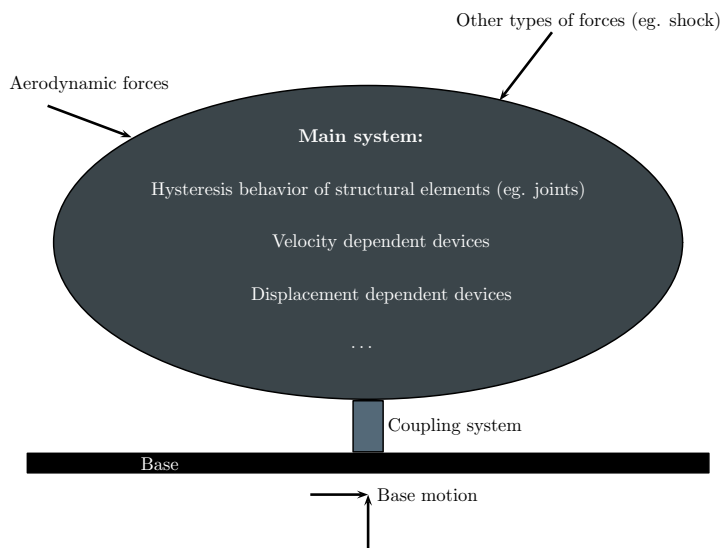 Other types of forces (eg. shock)
Aerodynamic forces
Main system:
Hysteresis behavior of structural elements (eg. joints)
Velocity dependent devices
Displacement dependent devices
...
Coupling system
Base
Base motion